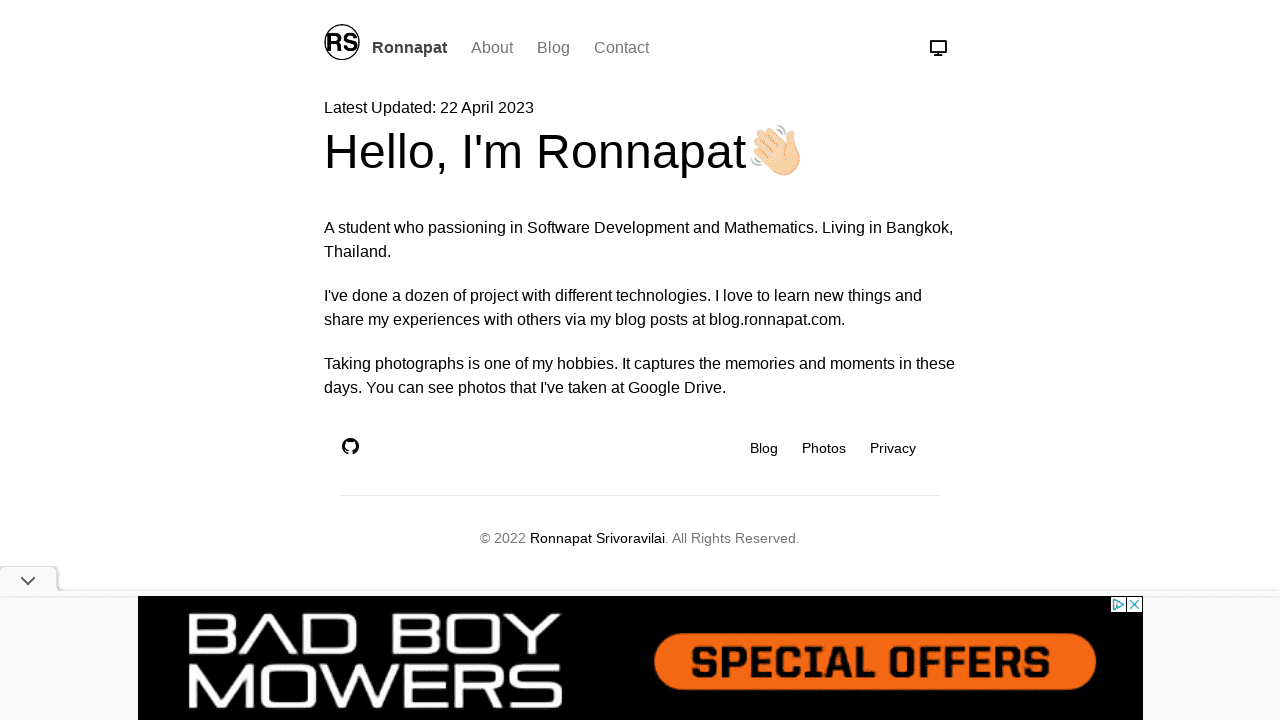 RS
Ronnapat About Blog Contact
Latest Updated: 22 April 2023
Hello, I'm Ronnapat
A student who passioning in Software Development and Mathematics. Living in Bangkok,
Thailand.
I've done a dozen of project with different technologies. I love to learn new things and
share my experiences with others via my blog posts at blog.ronnapat.com.
Taking photographs is one of my hobbies. It captures the memories and moments in these
days. You can see photos that I've taken at Google Drive.
Blog Photos Privacy
© 2022 Ronnapat Srivoravilai. All Rights Reserved.
BAD BOY
MOWERS
SPECIAL OFFERS